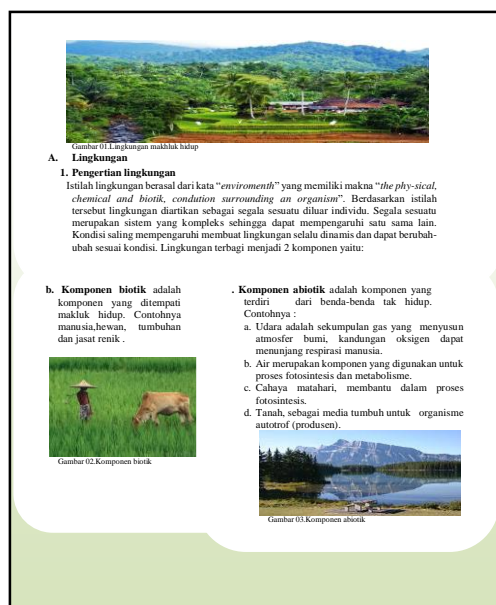 Gambar 01.Lingkungan makhluk hidup
A. Lingkungan
1. Pengertian lingkungan
Istilah lingkungan berasal dari kata “enviromenth” yang memiliki makna “the phy-sical,
chemical and biotik, condution surrounding an organism”. Berdasarkan istilah
tersebut lingkungan diartikan sebagai segala sesuatu diluar individu. Segala sesuatu
merupakan sistem yang kompleks sehingga dapat mempengaruhi satu sama lain.
Kondisi saling mempengaruhi membuat lingkungan selalu dinamis dan dapat berubah-
ubah sesuai kondisi. Lingkungan terbagi menjadi 2 komponen yaitu:
b. Komponen biotik adalah
komponen yang ditempati
makluk hidup. Contohnya
manusia,hewan, tumbuhan
dan jasat renik .
Gambar 02.Komponen biotik
. Komponen abiotik adalah komponen yang
terdiri dari benda-benda tak hidup.
Contohnya :
a. Udara adalah sekumpulan gas yang menyusun
atmosfer bumi, kandungan oksigen dapat
menunjang respirasi manusia.
b. Air merupakan komponen yang digunakan untuk
proses fotosintesis dan metabolisme.
c. Cahaya matahari, membantu dalam proses
fotosintesis.
d. Tanah, sebagai media tumbuh untuk organisme
autotrof (produsen).
Gambar 03.Komponen abiotik